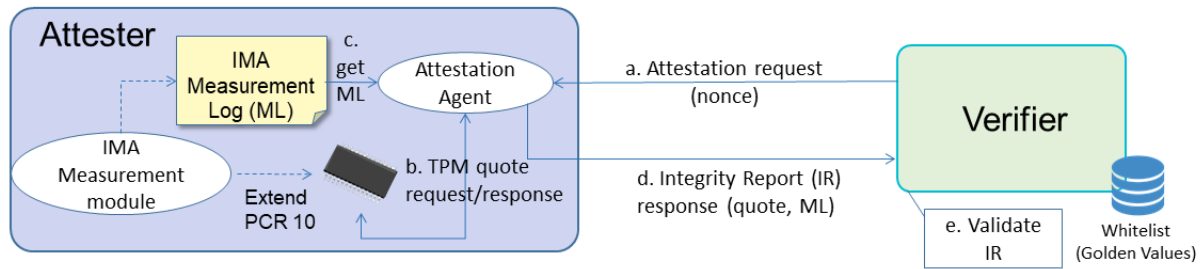 Attester
IMA
Measurement
Log (ML)
c.
get
ML
Attestation
Agent
a. Attestation request
(nonce)
Verifier
IMA
Measurement
module
Extend
PCR 10
b. TPM quote
request/response
d. Integrity Report (IR)
response (quote, ML)
e. Validate
IR
Whitelist
(Golden Values)